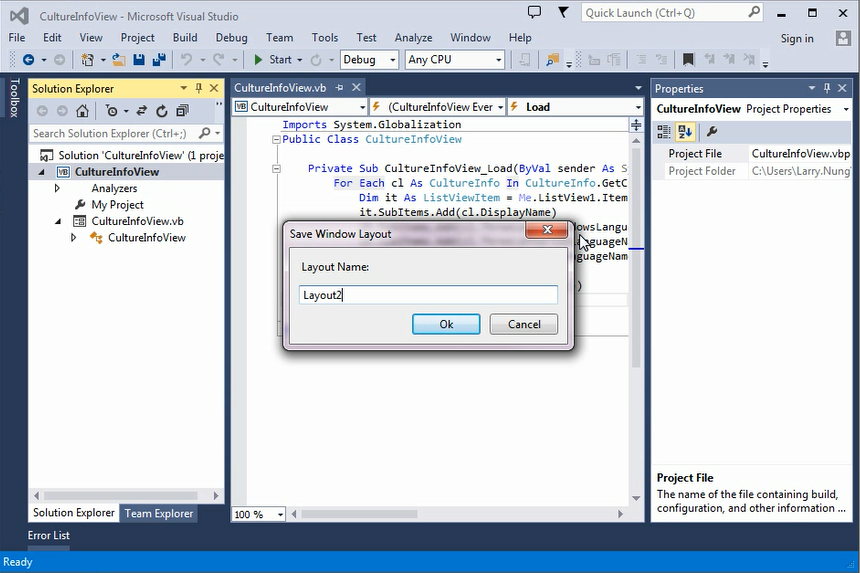 CultureInfoView - Microsoft Visual Studio
Quick Launch (Ctrl+Q)
File Edit View Project Build Debug Team Tools Test Analyze Window Help
Sign in
Start Debug Any CPU
Toolbox
Solution Explorer
Search Solution Explorer (Ctrl+;)
Solution 'CultureInfoView' (1 proje
CultureInfoView
Analyzers
My Project
CultureInfoView.vb
CultureInfoView
Solution Explorer Team Explorer
CultureInfoView.vb
CultureInfoView (CultureInfoView Ever Load
Imports System.Globalization
Public Class CultureInfoView
Private Sub CultureInfoView_Load(ByVal sender As S
For Each cl As CultureInfo In CultureInfo.GetC
Dim it As ListViewItem = Me.ListView1.Item
it.SubItems.Add(cl.DisplayName)
owsLangu
anguageN
guageNam
)
Save Window Layout
Layout Name:
Layout2
Ok Cancel
100 %
Properties
CultureInfoView Project Properties
Project File CultureInfoView.vbp
Project Folder C:\Users\Larry.Nung
Project File
The name of the file containing build,
configuration, and other information ...
Error List
Ready